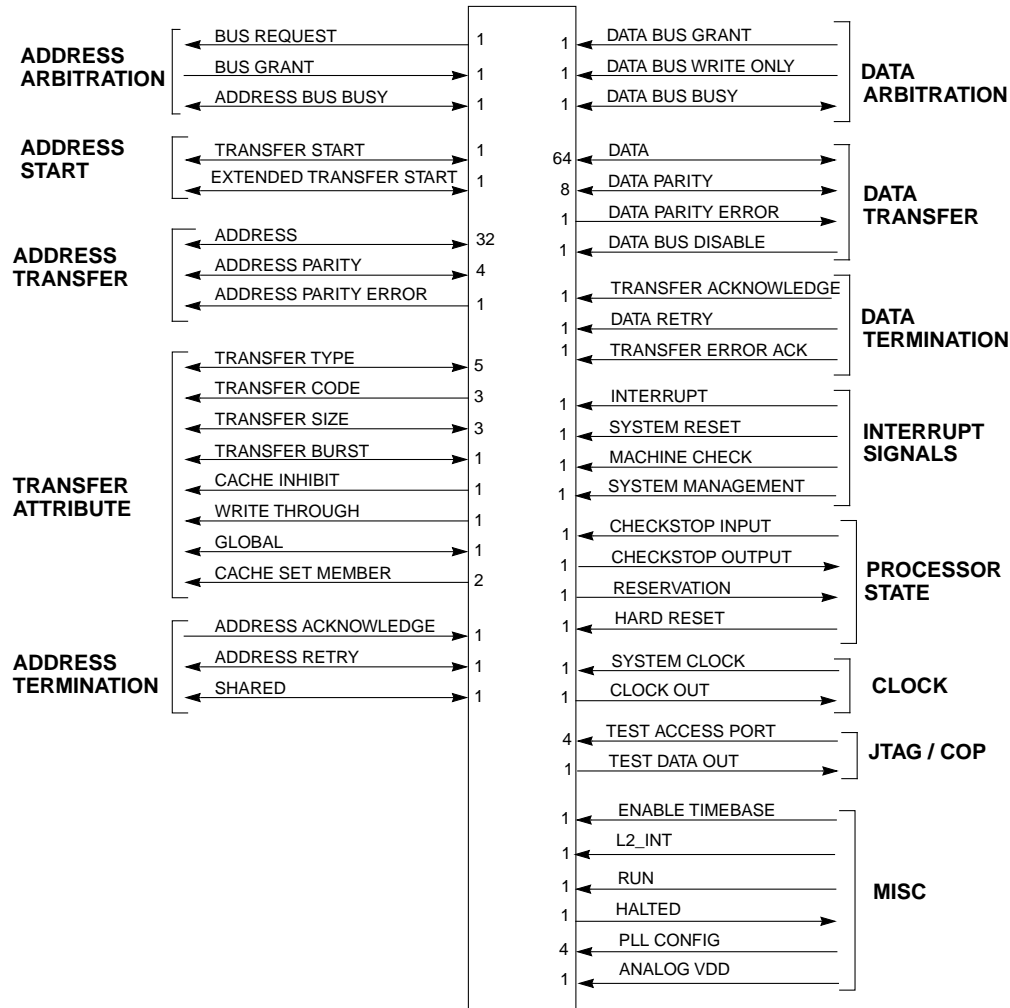 ADDRESS
ARBITRATION
BUS REQUEST 1
BUS GRANT 1
ADDRESS BUS BUSY 1
ADDRESS
START
TRANSFER START 1
EXTENDED TRANSFER START 1
ADDRESS
TRANSFER
ADDRESS 32
ADDRESS PARITY 4
ADDRESS PARITY ERROR 1
TRANSFER
ATTRIBUTE
TRANSFER TYPE 5
TRANSFER CODE 3
TRANSFER SIZE 3
TRANSFER BURST 1
CACHE INHIBIT 1
WRITE THROUGH 1
GLOBAL 1
CACHE SET MEMBER 2
ADDRESS
TERMINATION
ADDRESS ACKNOWLEDGE 1
ADDRESS RETRY 1
SHARED 1
1 DATA BUS GRANT
1 DATA BUS WRITE ONLY
1 DATA BUS BUSY
DATA
ARBITRATION
64 DATA
8 DATA PARITY
1 DATA PARITY ERROR
1 DATA BUS DISABLE
DATA
TRANSFER
1 TRANSFER ACKNOWLEDGE
1 DATA RETRY
1 TRANSFER ERROR ACK
DATA
TERMINATION
1 INTERRUPT
1 SYSTEM RESET
1 MACHINE CHECK
1 SYSTEM MANAGEMENT
INTERRUPT
SIGNALS
1 CHECKSTOP INPUT
1 CHECKSTOP OUTPUT
1 RESERVATION
1 HARD RESET
PROCESSOR
STATE
1 SYSTEM CLOCK
1 CLOCK OUT
CLOCK
4 TEST ACCESS PORT
1 TEST DATA OUT
JTAG / COP
1 ENABLE TIMEBASE
1 L2_INT
1 RUN
1 HALTED
4 PLL CONFIG
1 ANALOG VDD
MISC